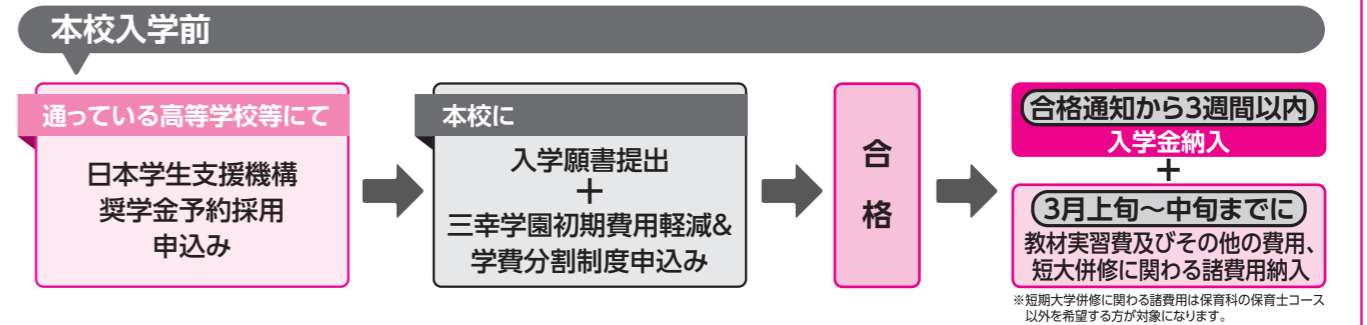 本校入学前
通っている高等学校等にて
日本学生支援機構
奨学金予約採用
申込み
本校に
入学願書提出
+
三幸学園初期費用軽減&
学費分割制度申込み
合
格
合格通知から3週間以内
入学金納入
+
3月上旬~中旬までに
教材実習費及びその他の費用、
短大併修に関わる諸費用納入
※短期大学併修に関わる諸費用は保育科の保育士コース
以外を希望する方が対象になります。